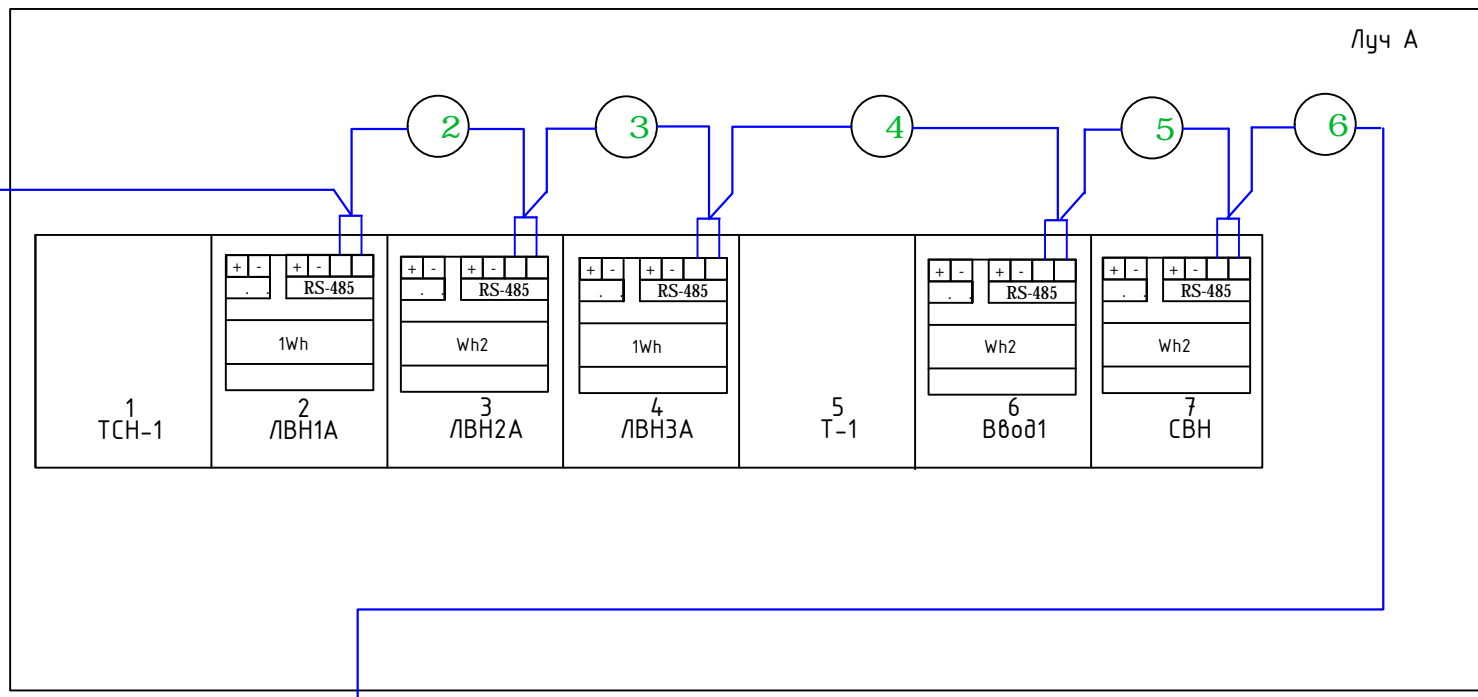 Луч А
2 3 4 5 6
+ - + -
RS-485
1Wh
2
ЛВН1А
+ - + -
RS-485
Wh2
3
ЛВН2А
+ - + -
RS-485
1Wh
4
ЛВН3А
+ - + -
RS-485
Wh2
6
Ввод1
+ - + -
RS-485
Wh2
7
СВН
1
ТСН-1
5
Т-1